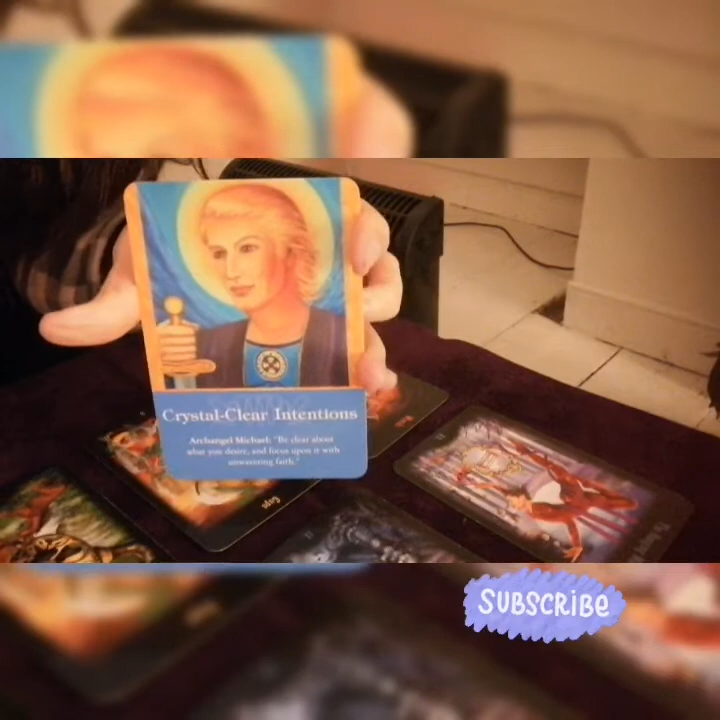 Crystal-Clear Intentions
Archangel Michael: "Be clear about
what you desire, and focus upon it with
unwavering faith."
Cups
SUBSCRIBE